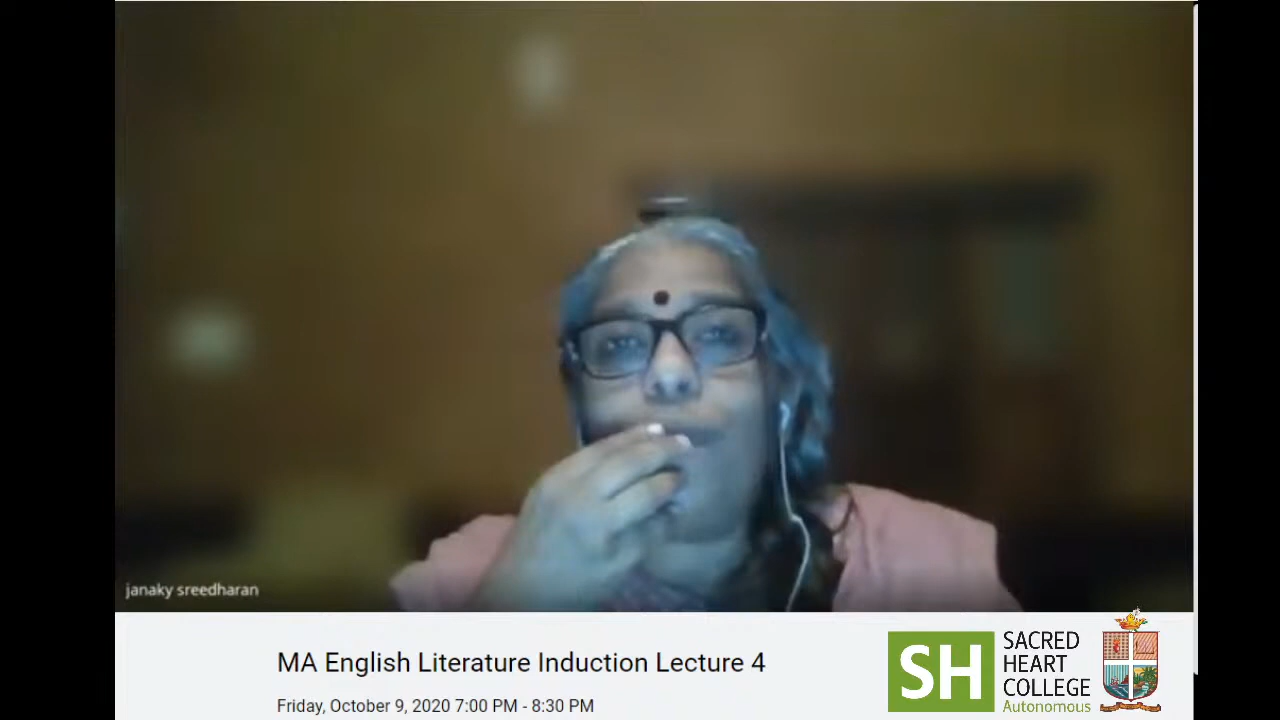 janaky sreedharan
MA English Literature Induction Lecture 4
Friday, October 9, 2020 7:00 PM - 8:30 PM
SH
SACRED
HEART
COLLEGE
Autonomous